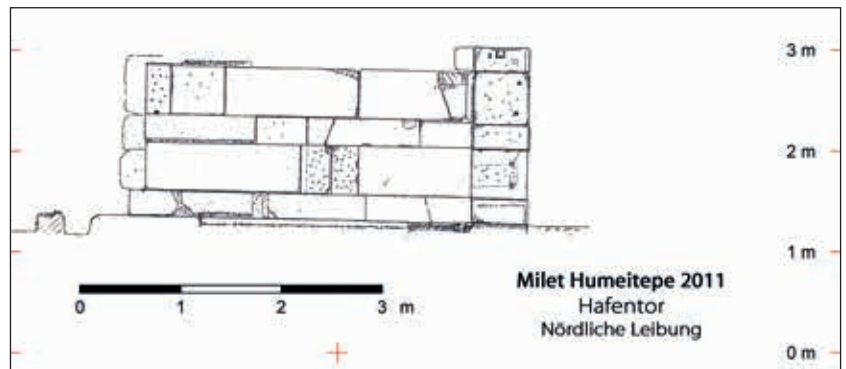 3 m
2 m
1 m
0 1 2 3 m
Milet Humeitepe 2011
Hafentor
Nördliche Leibung
0 m